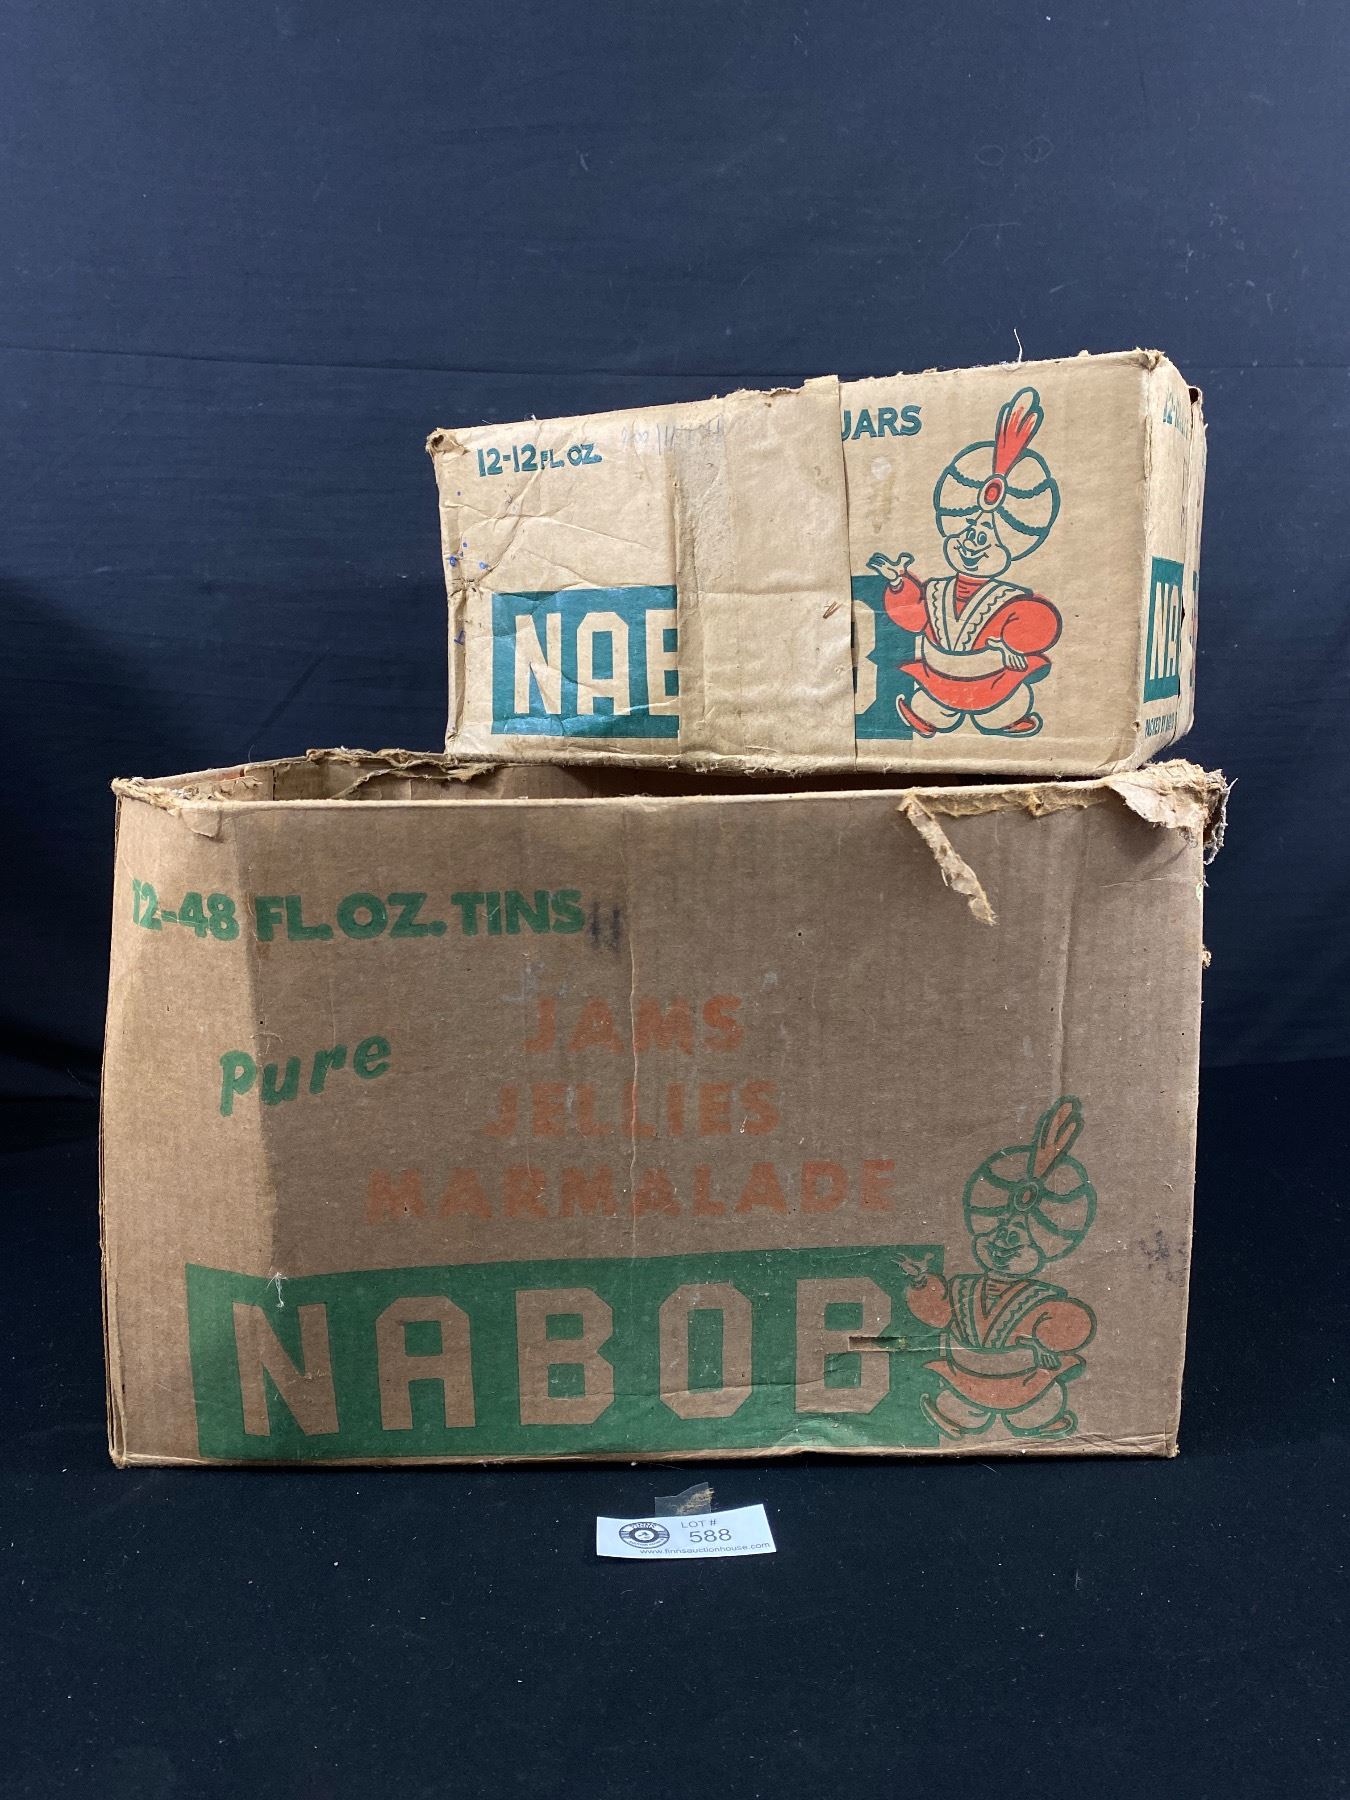 12-12 FL. OZ.
JARS
NAB
B
NA
12-48 FL. OZ. TINS
Pure
JAMS
JELLIES
MARMALADE
NABOB
FINNS
LOT #
588
www.finnsauctionhouse.com